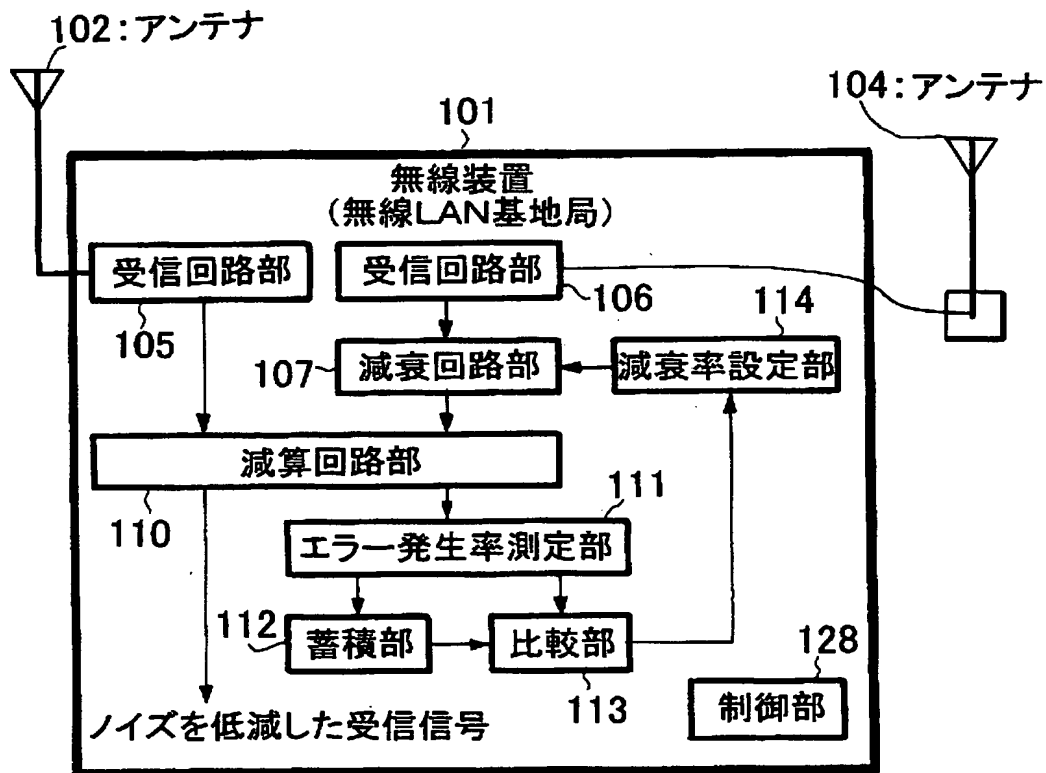 102:アンテナ
104:アンテナ
101
無線装置
(無線LAN基地局)
受信回路部
受信回路部
105
106
114
107
減衰回路部
減衰率設定部
減算回路部
110
111
エラー発生率測定部
112
蓄積部
比較部
113
128
制御部
ノイズを低減した受信信号